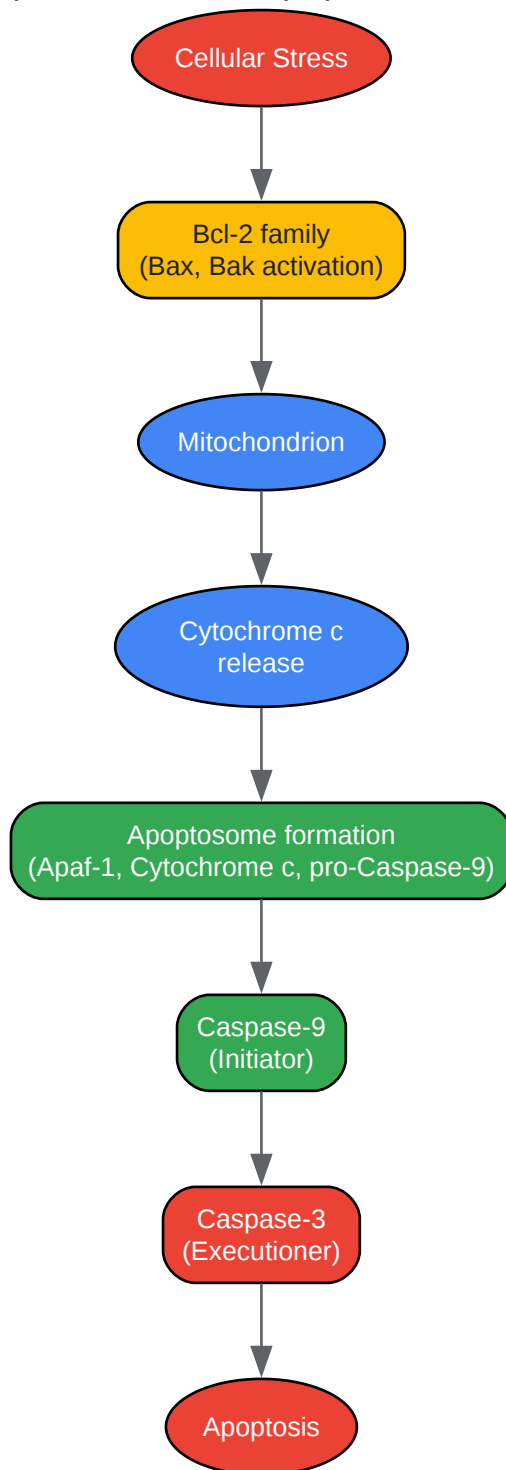 Cellular Stress
Bcl-2 family
(Bax, Bak activation)
Mitochondrion
Cytochrome c
release
Apoptosome formation
(Apaf-1, Cytochrome c, pro-Caspase-9)
Caspase-9
(Initiator)
Caspase-3
(Executioner)
Apoptosis